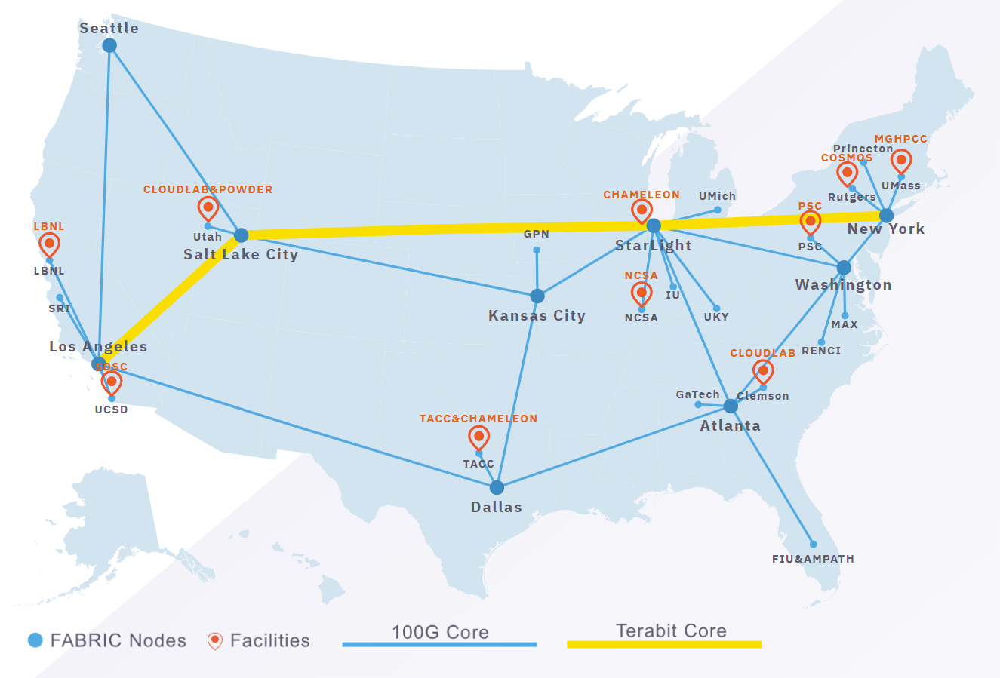 Seattle
MGHPCC
Princeton
COSMOS
UMass
CLOUDLAB&POWDER
CHAMELEON
UMich
Rutgers
PSC
LBNL
New York
GPN
Utah
StarLight
PSC
Salt Lake City
LBNL
NCSA
Washington
IU
SRI
Kansas City
NCSA
UKY
MAX
Los Angeles
CLOUDLAB
RENCI
SDSC
GaTech
Clemson
UCSD
TACC&CHAMELEON
Atlanta
TACC
Dallas
FIU&AMPATH
FABRIC Nodes
Facilities
100G Core
Terabit Core